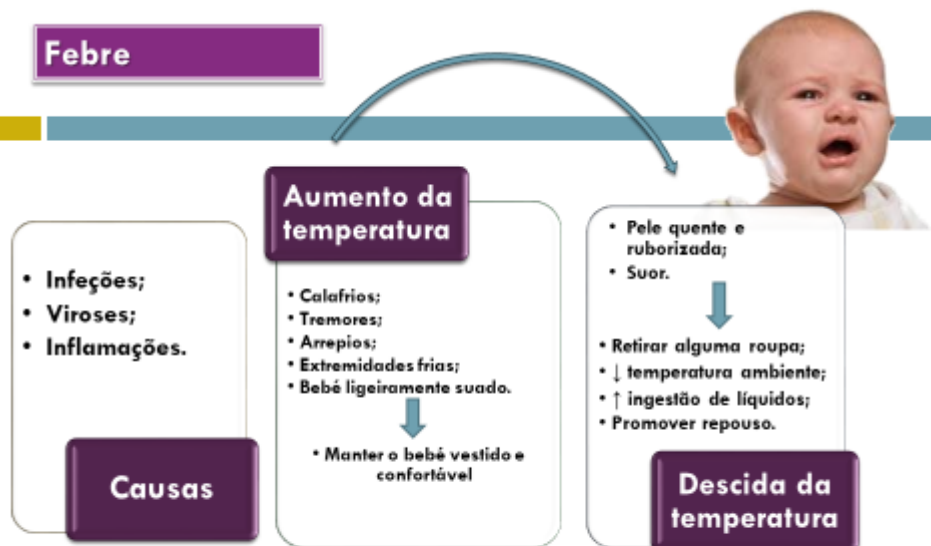 Febre
• Infeções;
• Viroses;
• Inflamações.
Causas
Aumento da
temperatura
• Calafrios;
• Tremores;
• Arrepios;
• Extremidades frias;
• Bebé ligeiramente suado.
• Manter o bebé vestido e
confortável
• Pele quente e
ruborizada;
• Suor.
• Retirar alguma roupa;
• ↓ temperatura ambiente;
• ↑ ingestão de líquidos;
• Promover repouso.
Descida da
temperatura